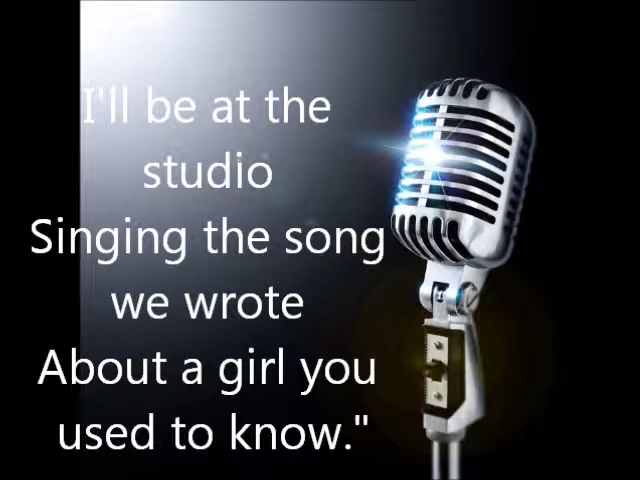 I'll be at the
studio
Singing the song
we wrote
About a girl you
used to know."